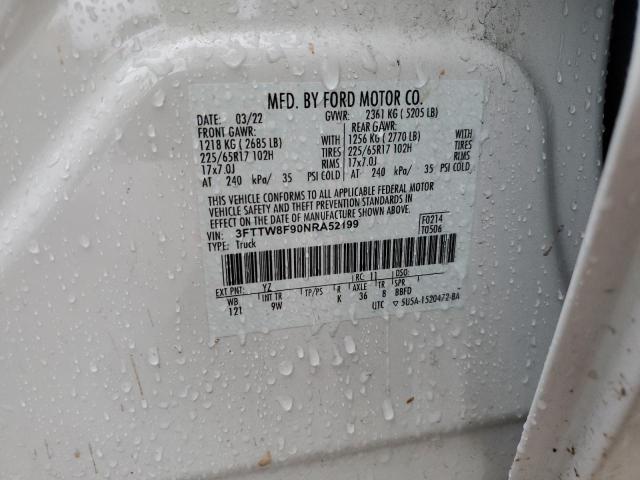 MFD. BY FORD MOTOR CO.
DATE: 03/22 GVWR: 2361 KG ( 5205 LB)
FRONT GAWR: REAR GAWR:
1218 KG ( 2685 LB) WITH 1256 KG ( 2770 LB) WITH
225/65R17 102H TIRES 225/65R17 102H TIRES
17x7.0J RIMS 17x7.0J RIMS
AT 240 kPa/ 35 PSI COLD AT 240 kPa/ 35 PSI COLD
THIS VEHICLE CONFORMS TO ALL APPLICABLE FEDERAL MOTOR
VEHICLE SAFETY AND BUMPER STANDARDS IN EFFECT ON THE DATE OF
MANUFACTURE SHOWN ABOVE.
VIN: 3FTTW8F90NRA52199 F0214
TYPE: Truck T0506
EXT PNT: YZ RC: 11 DSO:
WB INT TR TP/PS R AXLE TR SPR
121 9W K 36 8 BBFD
UTC ▽ 5U5A-1520472-BA